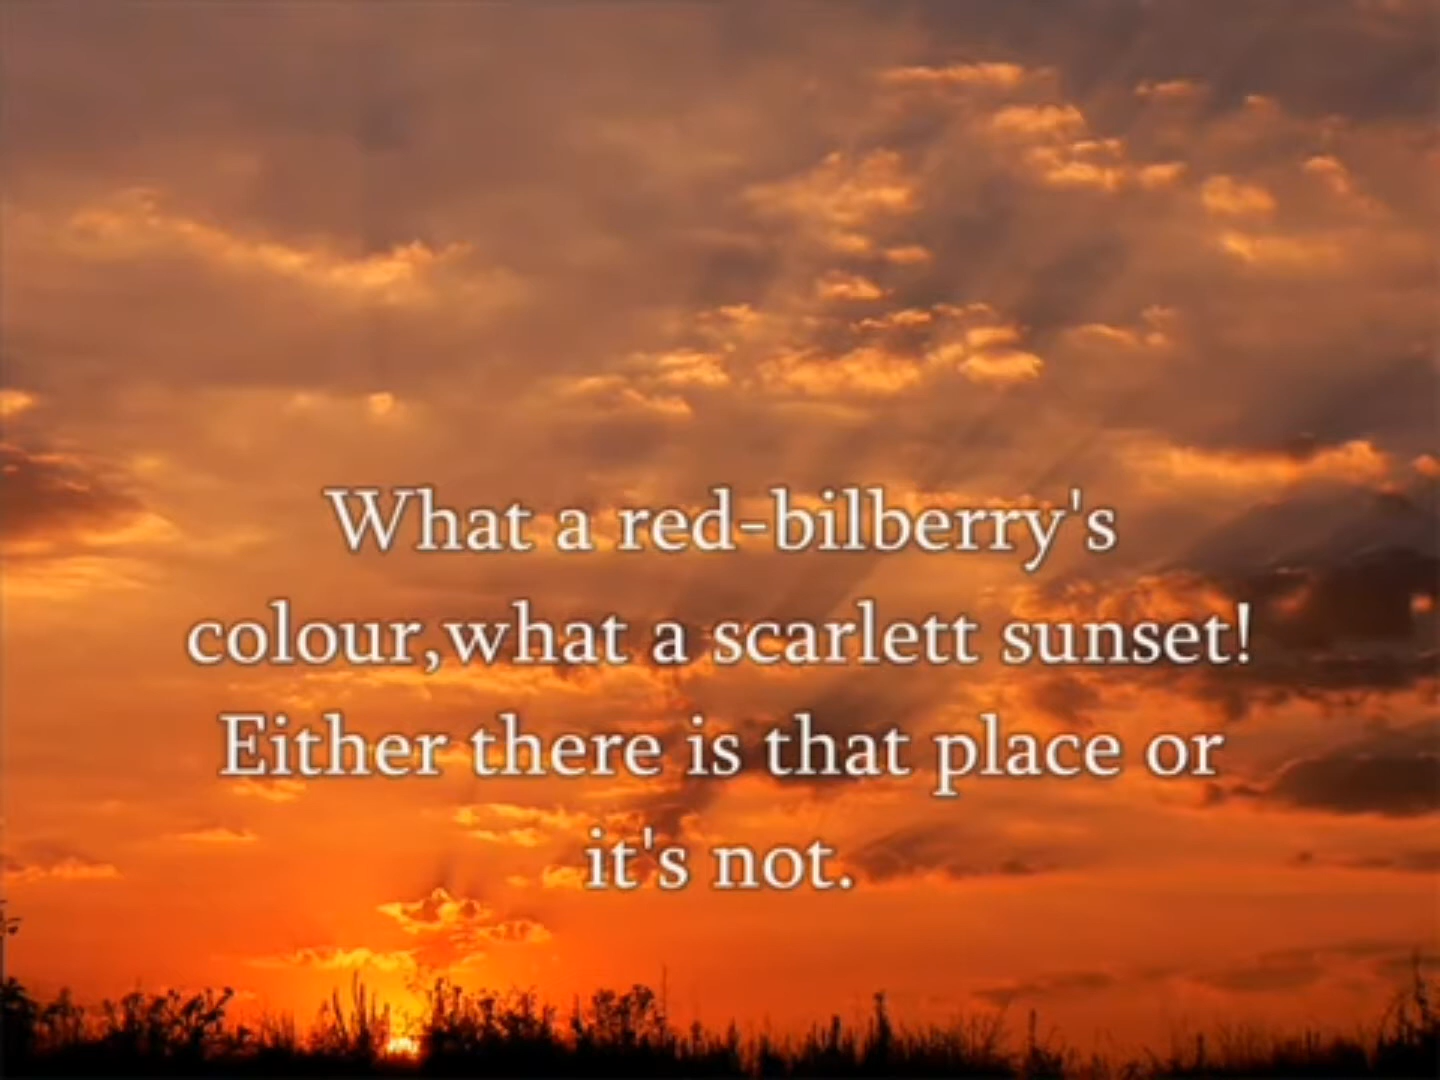 What a red-bilberry's
colour,what a scarlett sunset!
Either there is that place or
it's not.